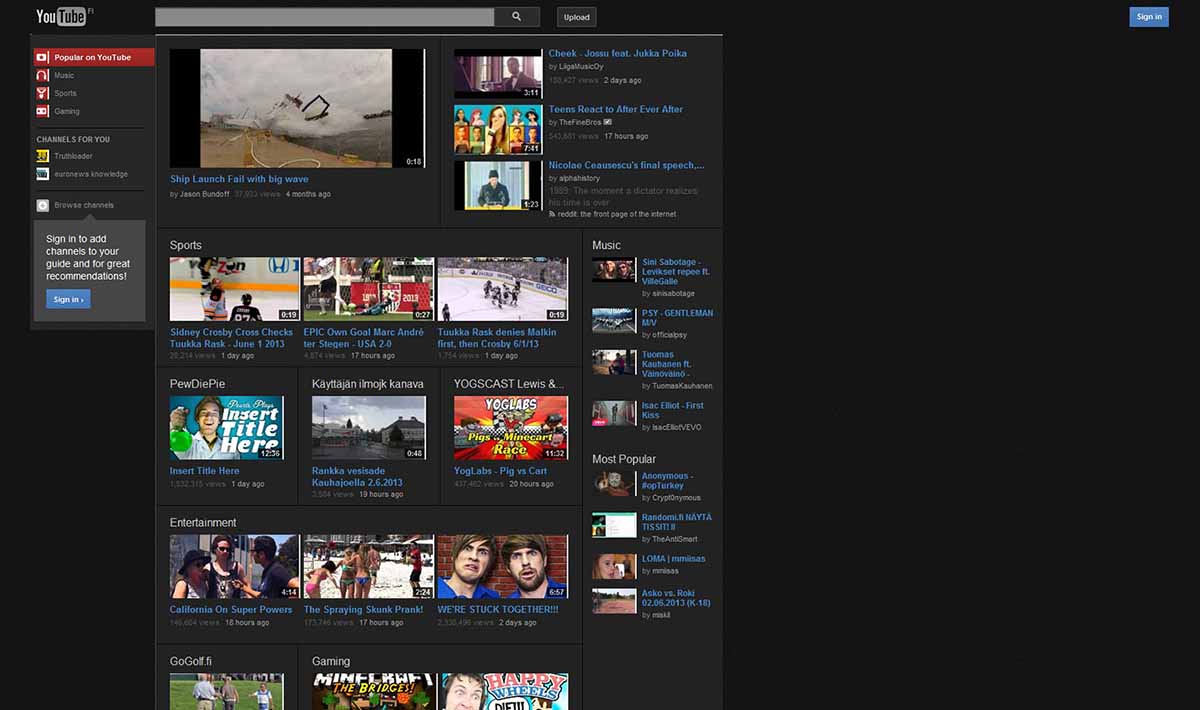 YouTube FI
Upload
Sign in
Popular on YouTube
Music
Sports
Gaming
CHANNELS FOR YOU
Truthloader
euronews knowledge
Browse channels
Sign in to add
channels to your
guide and for great
recommendations!
Sign in ›
0:18
Ship Launch Fail with big wave
by Jason Bundoff 37,933 views 4 months ago
3:11
Cheek - Jossu feat. Jukka Poika
by LiigaMusicOy
188,427 views 2 days ago
7:41
Teens React to After Ever After
by TheFineBros
543,681 views 17 hours ago
1:23
Nicolae Ceausescu's final speech,...
by alphahistory
1989: The moment a dictator realizes
his time is over
reddit: the front page of the internet
Sports
0:19
Sidney Crosby Cross Checks
Tuukka Rask - June 1 2013
20,214 views 1 day ago
0:27
EPIC Own Goal Marc André
ter Stegen - USA 2-0
4,874 views 17 hours ago
GEICO
0:19
Tuukka Rask denies Malkin
first, then Crosby 6/1/13
1,754 views 1 day ago
PewDiePie
Insert
Title
Here
12:36
Insert Title Here
1,532,315 views 1 day ago
Käyttäjän ilmojk kanava
0:48
Rankka vesisade
Kauhajoella 2.6.2013
3,584 views 19 hours ago
YOGSCAST Lewis &...
YOGLABS
Pigs vs Minecart
Race
11:32
YogLabs - Pig vs Cart
437,462 views 20 hours ago
Entertainment
4:14
California On Super Powers
146,604 views 18 hours ago
2:24
The Spraying Skunk Prank!
173,746 views 17 hours ago
6:57
WE'RE STUCK TOGETHER!!!
2,338,496 views 2 days ago
GoGolf.fi
Gaming
MINECRAFT
THE BRIDGES!
HAPPY
WHEELS
Music
Sini Sabotage -
Levikset repee ft.
VilleGalle
by sinisabotage
PSY - GENTLEMAN
M/V
by officialpsy
Tuomas
Kauhanen ft.
Väinöväinö -
by TuomasKauhanen
Isac Elliot - First
Kiss
by IsacElliotVEVO
Most Popular
Anonymous -
#opTurkey
by Crypt0nymous
Randomi.fi NÄYTÄ
TISSIT! II
by TheAntiSmart
LOMA | mmiisas
by mmiisas
Asko vs. Roki
02.06.2013 (K-18)
by miskil